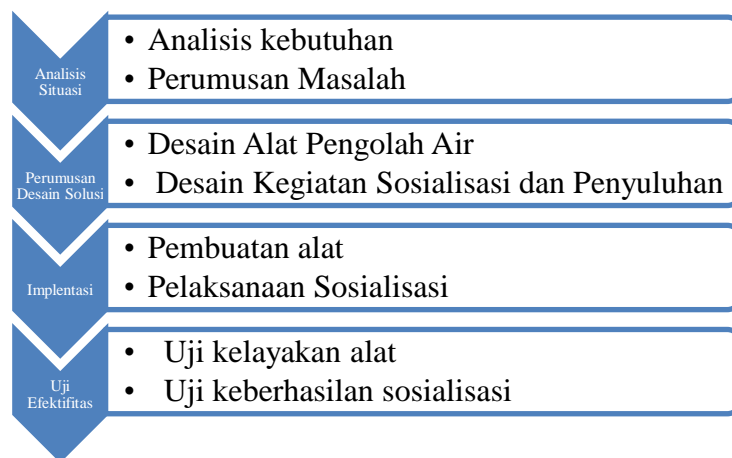 Analisis
Situasi
• Analisis kebutuhan
• Perumusan Masalah
Perumusan
Desain Solusi
• Desain Alat Pengolah Air
• Desain Kegiatan Sosialisasi dan Penyuluhan
Implentasi
• Pembuatan alat
• Pelaksanaan Sosialisasi
Uji
Efektifitas
• Uji kelayakan alat
• Uji keberhasilan sosialisasi